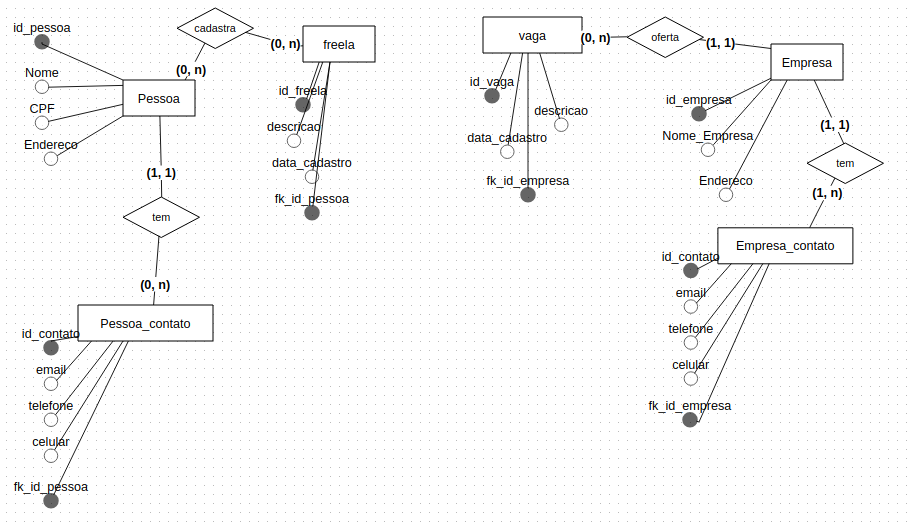 id_pessoa
Nome
CPF
Endereco
Pessoa
cadastra
(0, n)
(0, n)
freela
id_freela
descricao
data_cadastro
fk_id_pessoa
(1, 1)
tem
(0, n)
Pessoa_contato
id_contato
email
telefone
celular
fk_id_pessoa
vaga
(0, n)
oferta
(1, 1)
Empresa
id_vaga
descricao
data_cadastro
fk_id_empresa
id_empresa
Nome_Empresa
Endereco
(1, 1)
tem
(1, n)
Empresa_contato
id_contato
email
telefone
celular
fk_id_empresa